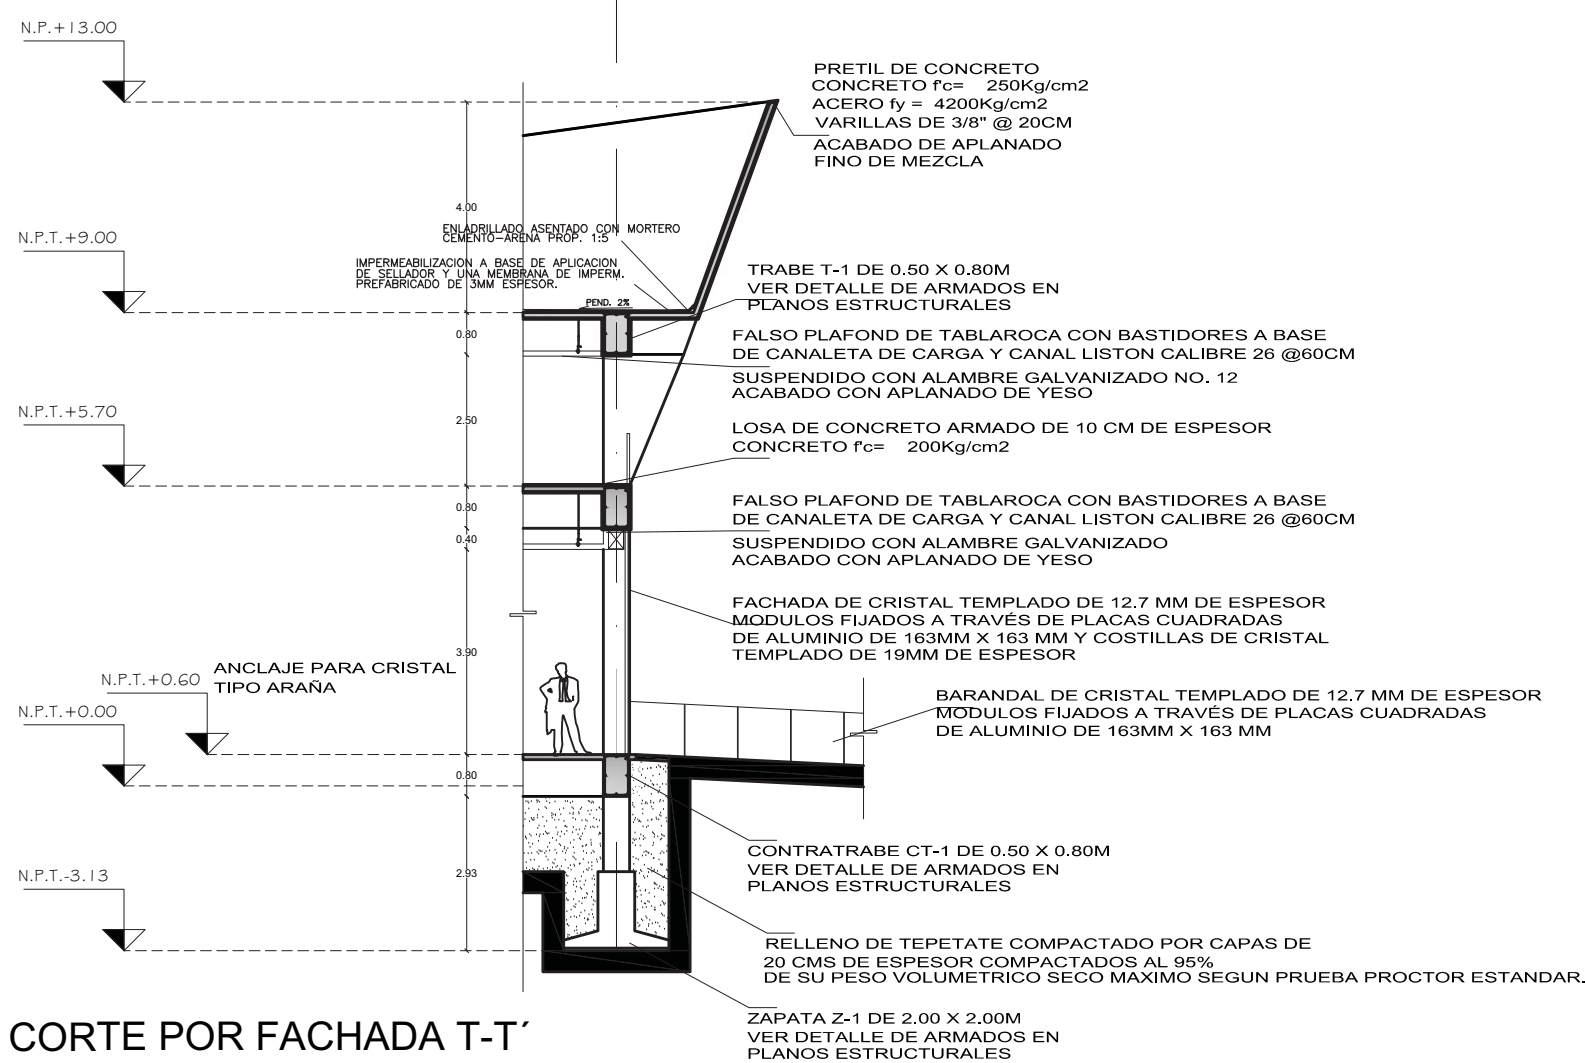 N.P.+13.00
PRETIL DE CONCRETO
CONCRETO f'c= 250Kg/cm2
ACERO fy = 4200Kg/cm2
VARILLAS DE 3/8" @ 20CM
ACABADO DE APLANADO
FINO DE MEZCLA
4.00
N.P.T.+9.00
ENLADRILLADO ASENTADO CON MORTERO
CEMENTO-ARENA PROP. 1:5
IMPERMEABILIZACION A BASE DE APLICACION
DE SELLADOR Y UNA MEMBRANA DE IMPERM.
PREFABRICADO DE 3MM ESPESOR.
PEND. 2%
TRABE T-1 DE 0.50 X 0.80M
VER DETALLE DE ARMADOS EN
PLANOS ESTRUCTURALES
0.80
FALSO PLAFOND DE TABLAROCA CON BASTIDORES A BASE
DE CANALETA DE CARGA Y CANAL LISTON CALIBRE 26 @60CM
SUSPENDIDO CON ALAMBRE GALVANIZADO NO. 12
ACABADO CON APLANADO DE YESO
N.P.T.+5.70
2.50
LOSA DE CONCRETO ARMADO DE 10 CM DE ESPESOR
CONCRETO f'c= 200Kg/cm2
0.80
0.40
FALSO PLAFOND DE TABLAROCA CON BASTIDORES A BASE
DE CANALETA DE CARGA Y CANAL LISTON CALIBRE 26 @60CM
SUSPENDIDO CON ALAMBRE GALVANIZADO
ACABADO CON APLANADO DE YESO
FACHADA DE CRISTAL TEMPLADO DE 12.7 MM DE ESPESOR
MODULOS FIJADOS A TRAVÉS DE PLACAS CUADRADAS
DE ALUMINIO DE 163MM X 163 MM Y COSTILLAS DE CRISTAL
TEMPLADO DE 19MM DE ESPESOR
3.90
N.P.T.+0.60
ANCLAJE PARA CRISTAL
TIPO ARAÑA
N.P.T.+0.00
BARANDAL DE CRISTAL TEMPLADO DE 12.7 MM DE ESPESOR
MODULOS FIJADOS A TRAVÉS DE PLACAS CUADRADAS
DE ALUMINIO DE 163MM X 163 MM
0.80
CONTRATRABE CT-1 DE 0.50 X 0.80M
VER DETALLE DE ARMADOS EN
PLANOS ESTRUCTURALES
N.P.T.-3.13
2.93
RELLENO DE TEPETATE COMPACTADO POR CAPAS DE
20 CMS DE ESPESOR COMPACTADOS AL 95%
DE SU PESO VOLUMETRICO SECO MAXIMO SEGUN PRUEBA PROCTOR ESTANDAR.
ZAPATA Z-1 DE 2.00 X 2.00M
VER DETALLE DE ARMADOS EN
PLANOS ESTRUCTURALES
CORTE POR FACHADA T-T´